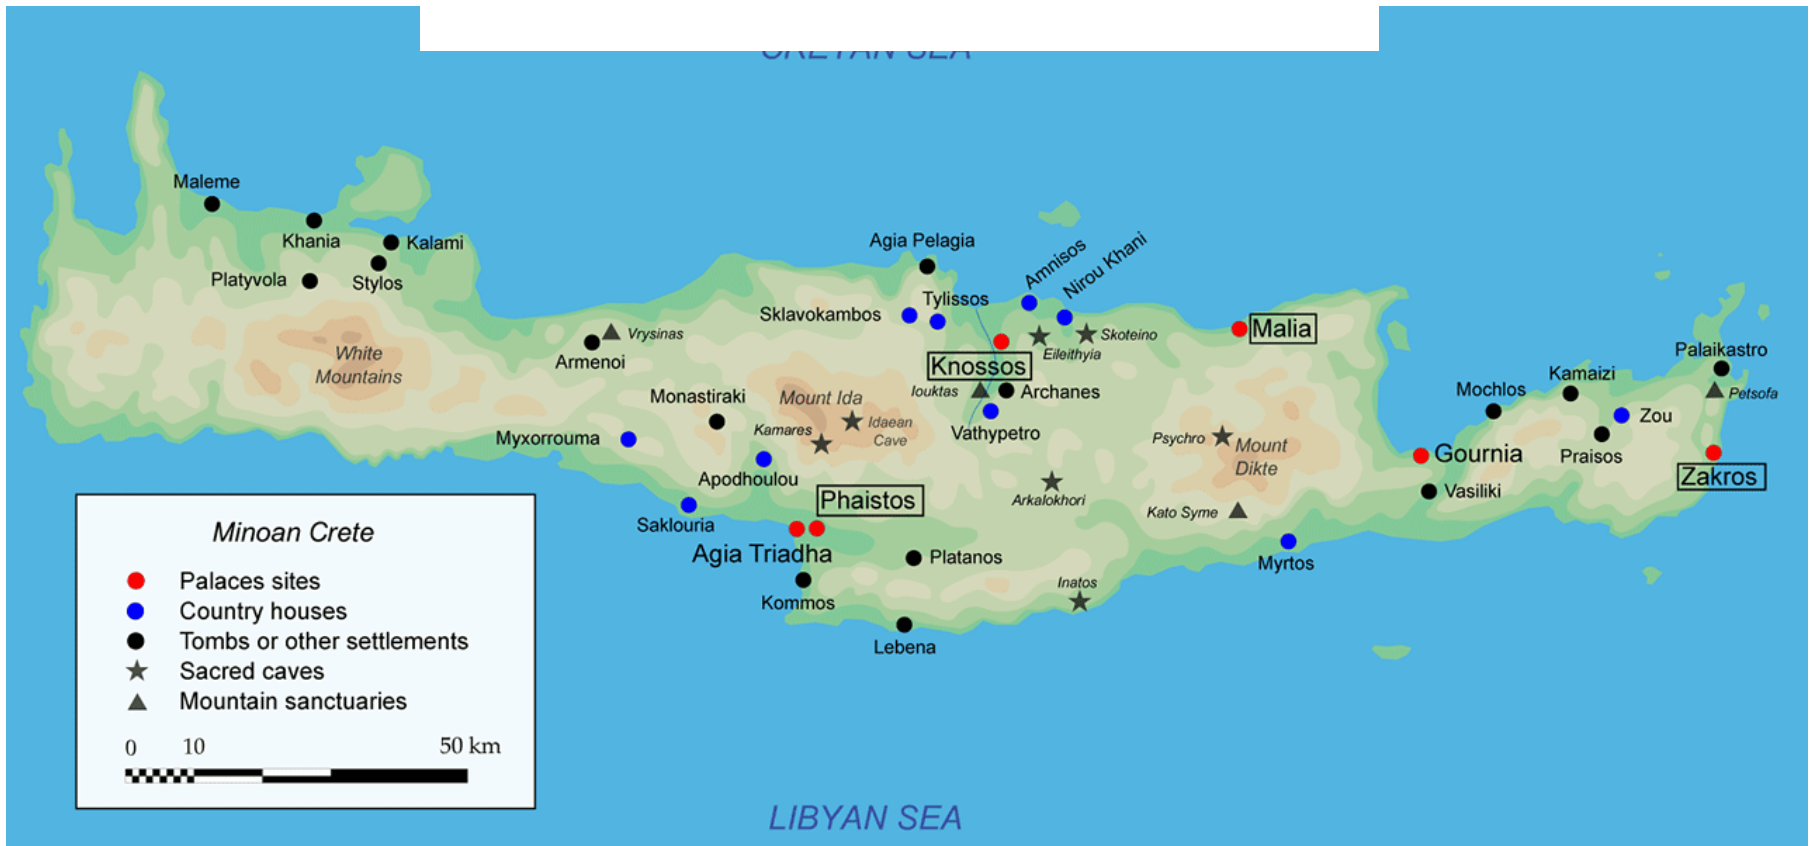 CRETAN SEA
Maleme
Khania
Kalami
Platyvola
Stylos
White
Mountains
Armenoi
Vrysinas
Agia Pelagia
Amnisos
Nirou Khani
Tylissos
Sklavokambos
Skoteino
Eileithyia
Malia
Knossos
Iouktas
Archanes
Vathypetro
Monastiraki
Mount Ida
Idaean
Cave
Kamares
Myxorrouma
Apodhoulou
Saklouria
Phaistos
Agia Triadha
Platanos
Kommos
Lebena
Inatos
Arkalokhori
Psychro
Mount
Dikte
Kato Syme
Myrtos
Gournia
Vasiliki
Mochlos
Kamaizi
Palaikastro
Petsofa
Zou
Praisos
Zakros
Minoan Crete
Palaces sites
Country houses
Tombs or other settlements
Sacred caves
Mountain sanctuaries
0 10 50 km
LIBYAN SEA